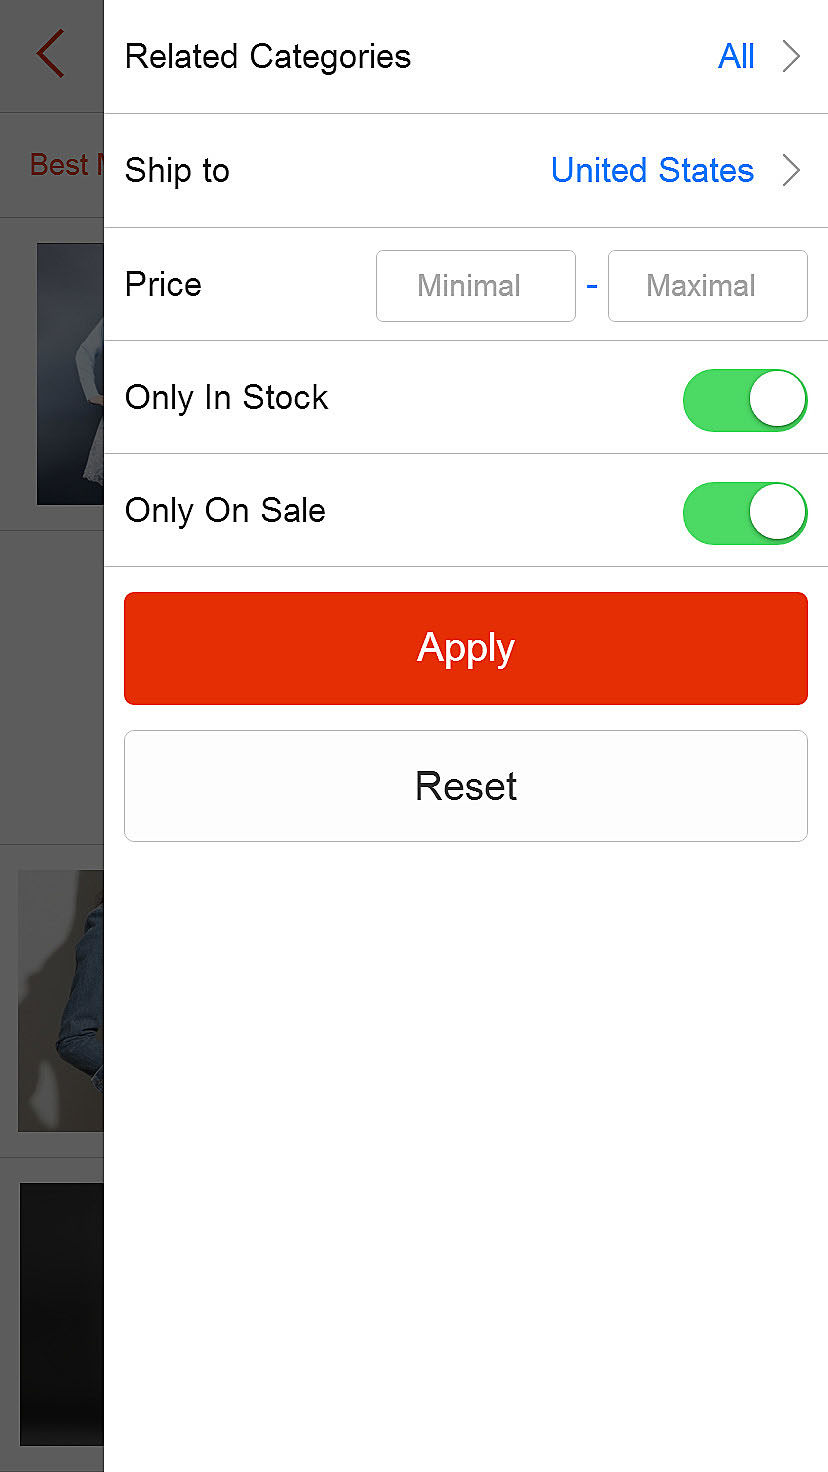 Related Categories All
Best
Ship to United States
Price Minimal - Maximal
Only In Stock
Only On Sale
Apply
Reset